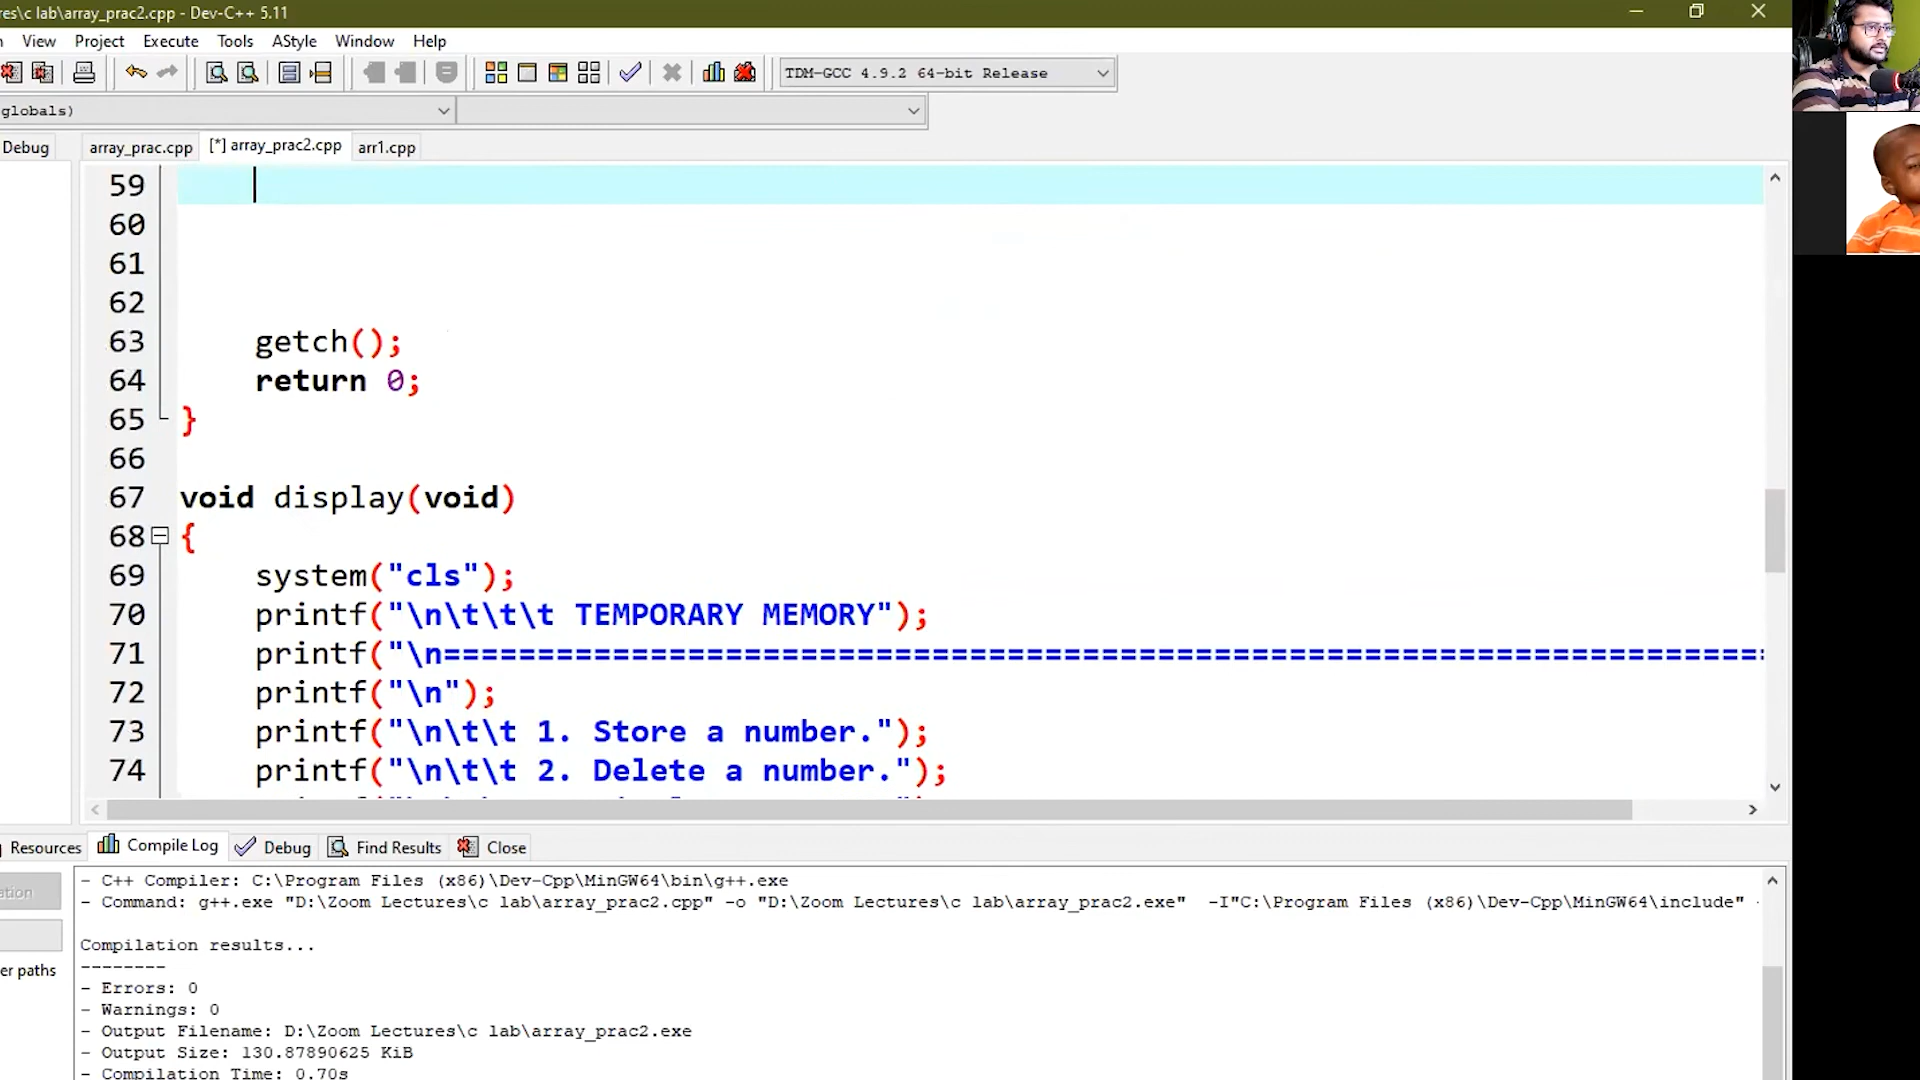 es\c lab\array_prac2.cpp - Dev-C++ 5.11
View Project Execute Tools AStyle Window Help
TDM-GCC 4.9.2 64-bit Release
globals)
Debug array_prac.cpp [*] array_prac2.cpp arr1.cpp
59
60
61
62
63 getch();
64 return 0;
65 }
66
67 void display(void)
68 {
69 system("cls");
70 printf("\n\t\t\t TEMPORARY MEMORY");
71 printf("\n======================================================================
72 printf("\n");
73 printf("\n\t\t 1. Store a number.");
74 printf("\n\t\t 2. Delete a number.");
Resources Compile Log Debug Find Results Close
ation
er paths
- C++ Compiler: C:\Program Files (x86)\Dev-Cpp\MinGW64\bin\g++.exe
- Command: g++.exe "D:\Zoom Lectures\c lab\array_prac2.cpp" -o "D:\Zoom Lectures\c lab\array_prac2.exe" -I"C:\Program Files (x86)\Dev-Cpp\MinGW64\include" -
Compilation results...
--------
- Errors: 0
- Warnings: 0
- Output Filename: D:\Zoom Lectures\c lab\array_prac2.exe
- Output Size: 130.87890625 KiB
- Compilation Time: 0.70s